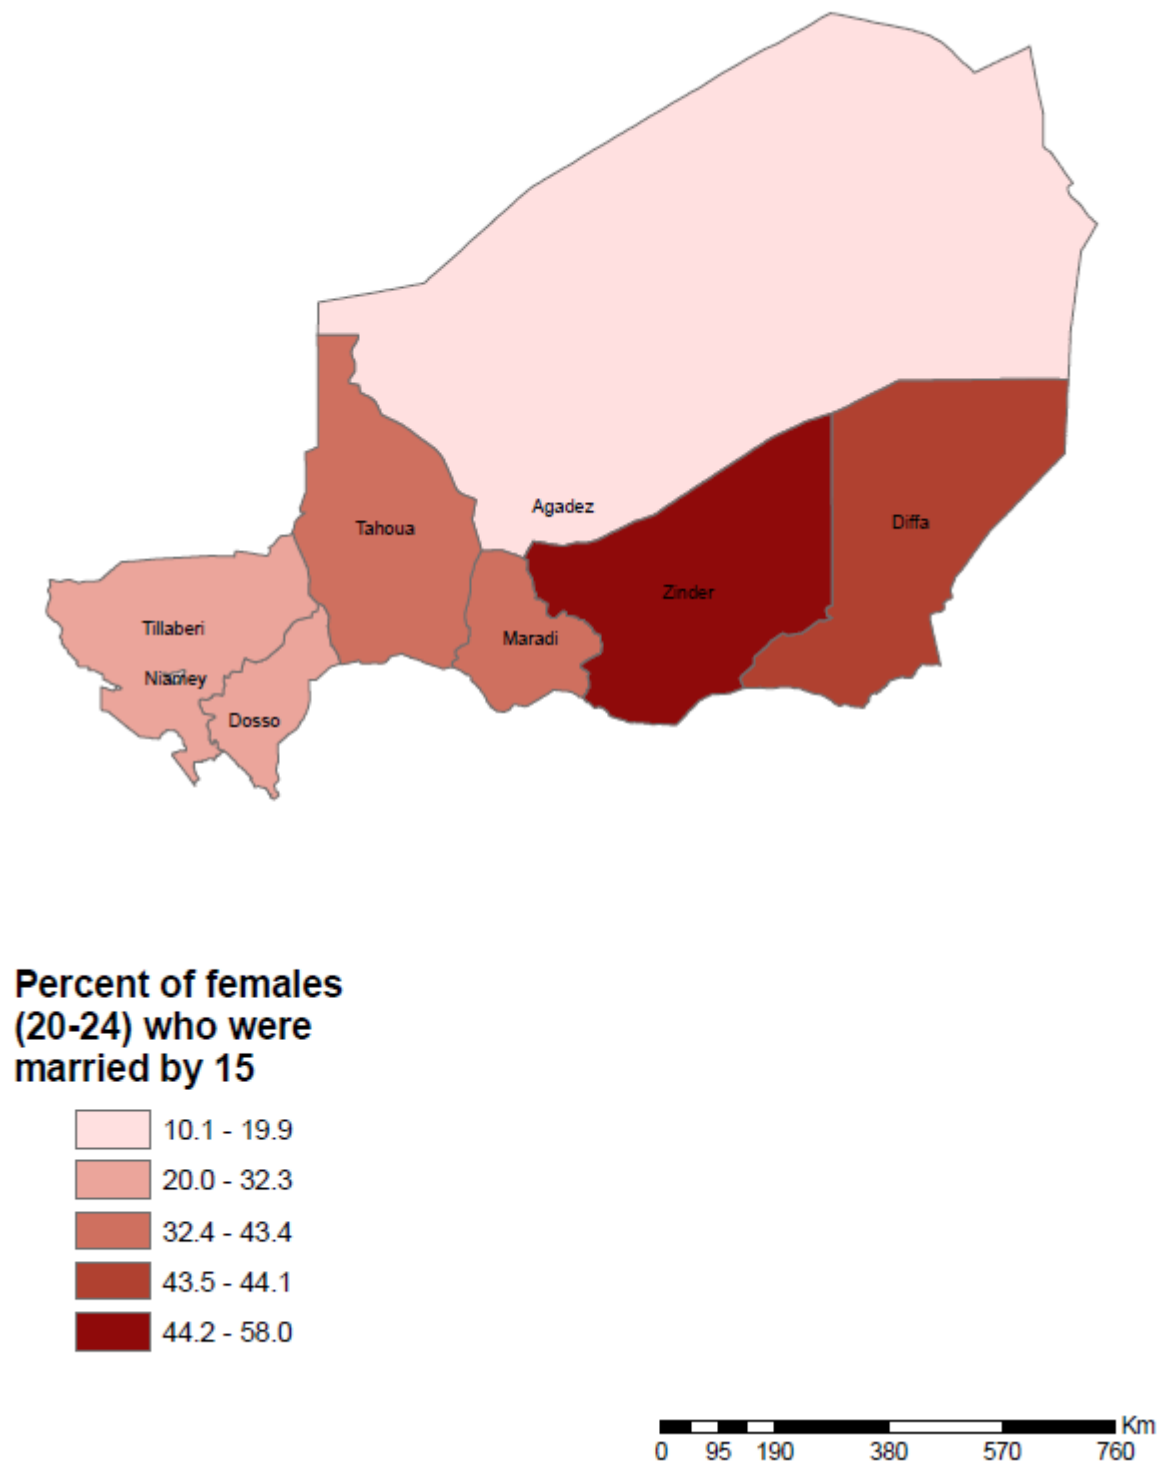 Agadez
Diffa
Tahoua
Zinder
Tillaberi
Maradi
Niamey
Dosso
Percent of females
(20-24) who were
married by 15
10.1 - 19.9
20.0 - 32.3
32.4 - 43.4
43.5 - 44.1
44.2 - 58.0
Km
0 95 190 380 570 760